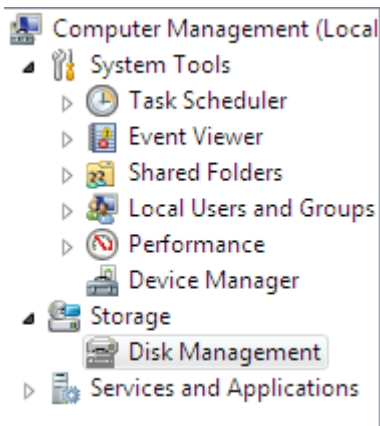 Computer Management (Local
System Tools
Task Scheduler
Event Viewer
Shared Folders
Local Users and Groups
Performance
Device Manager
Storage
Disk Management
Services and Applications